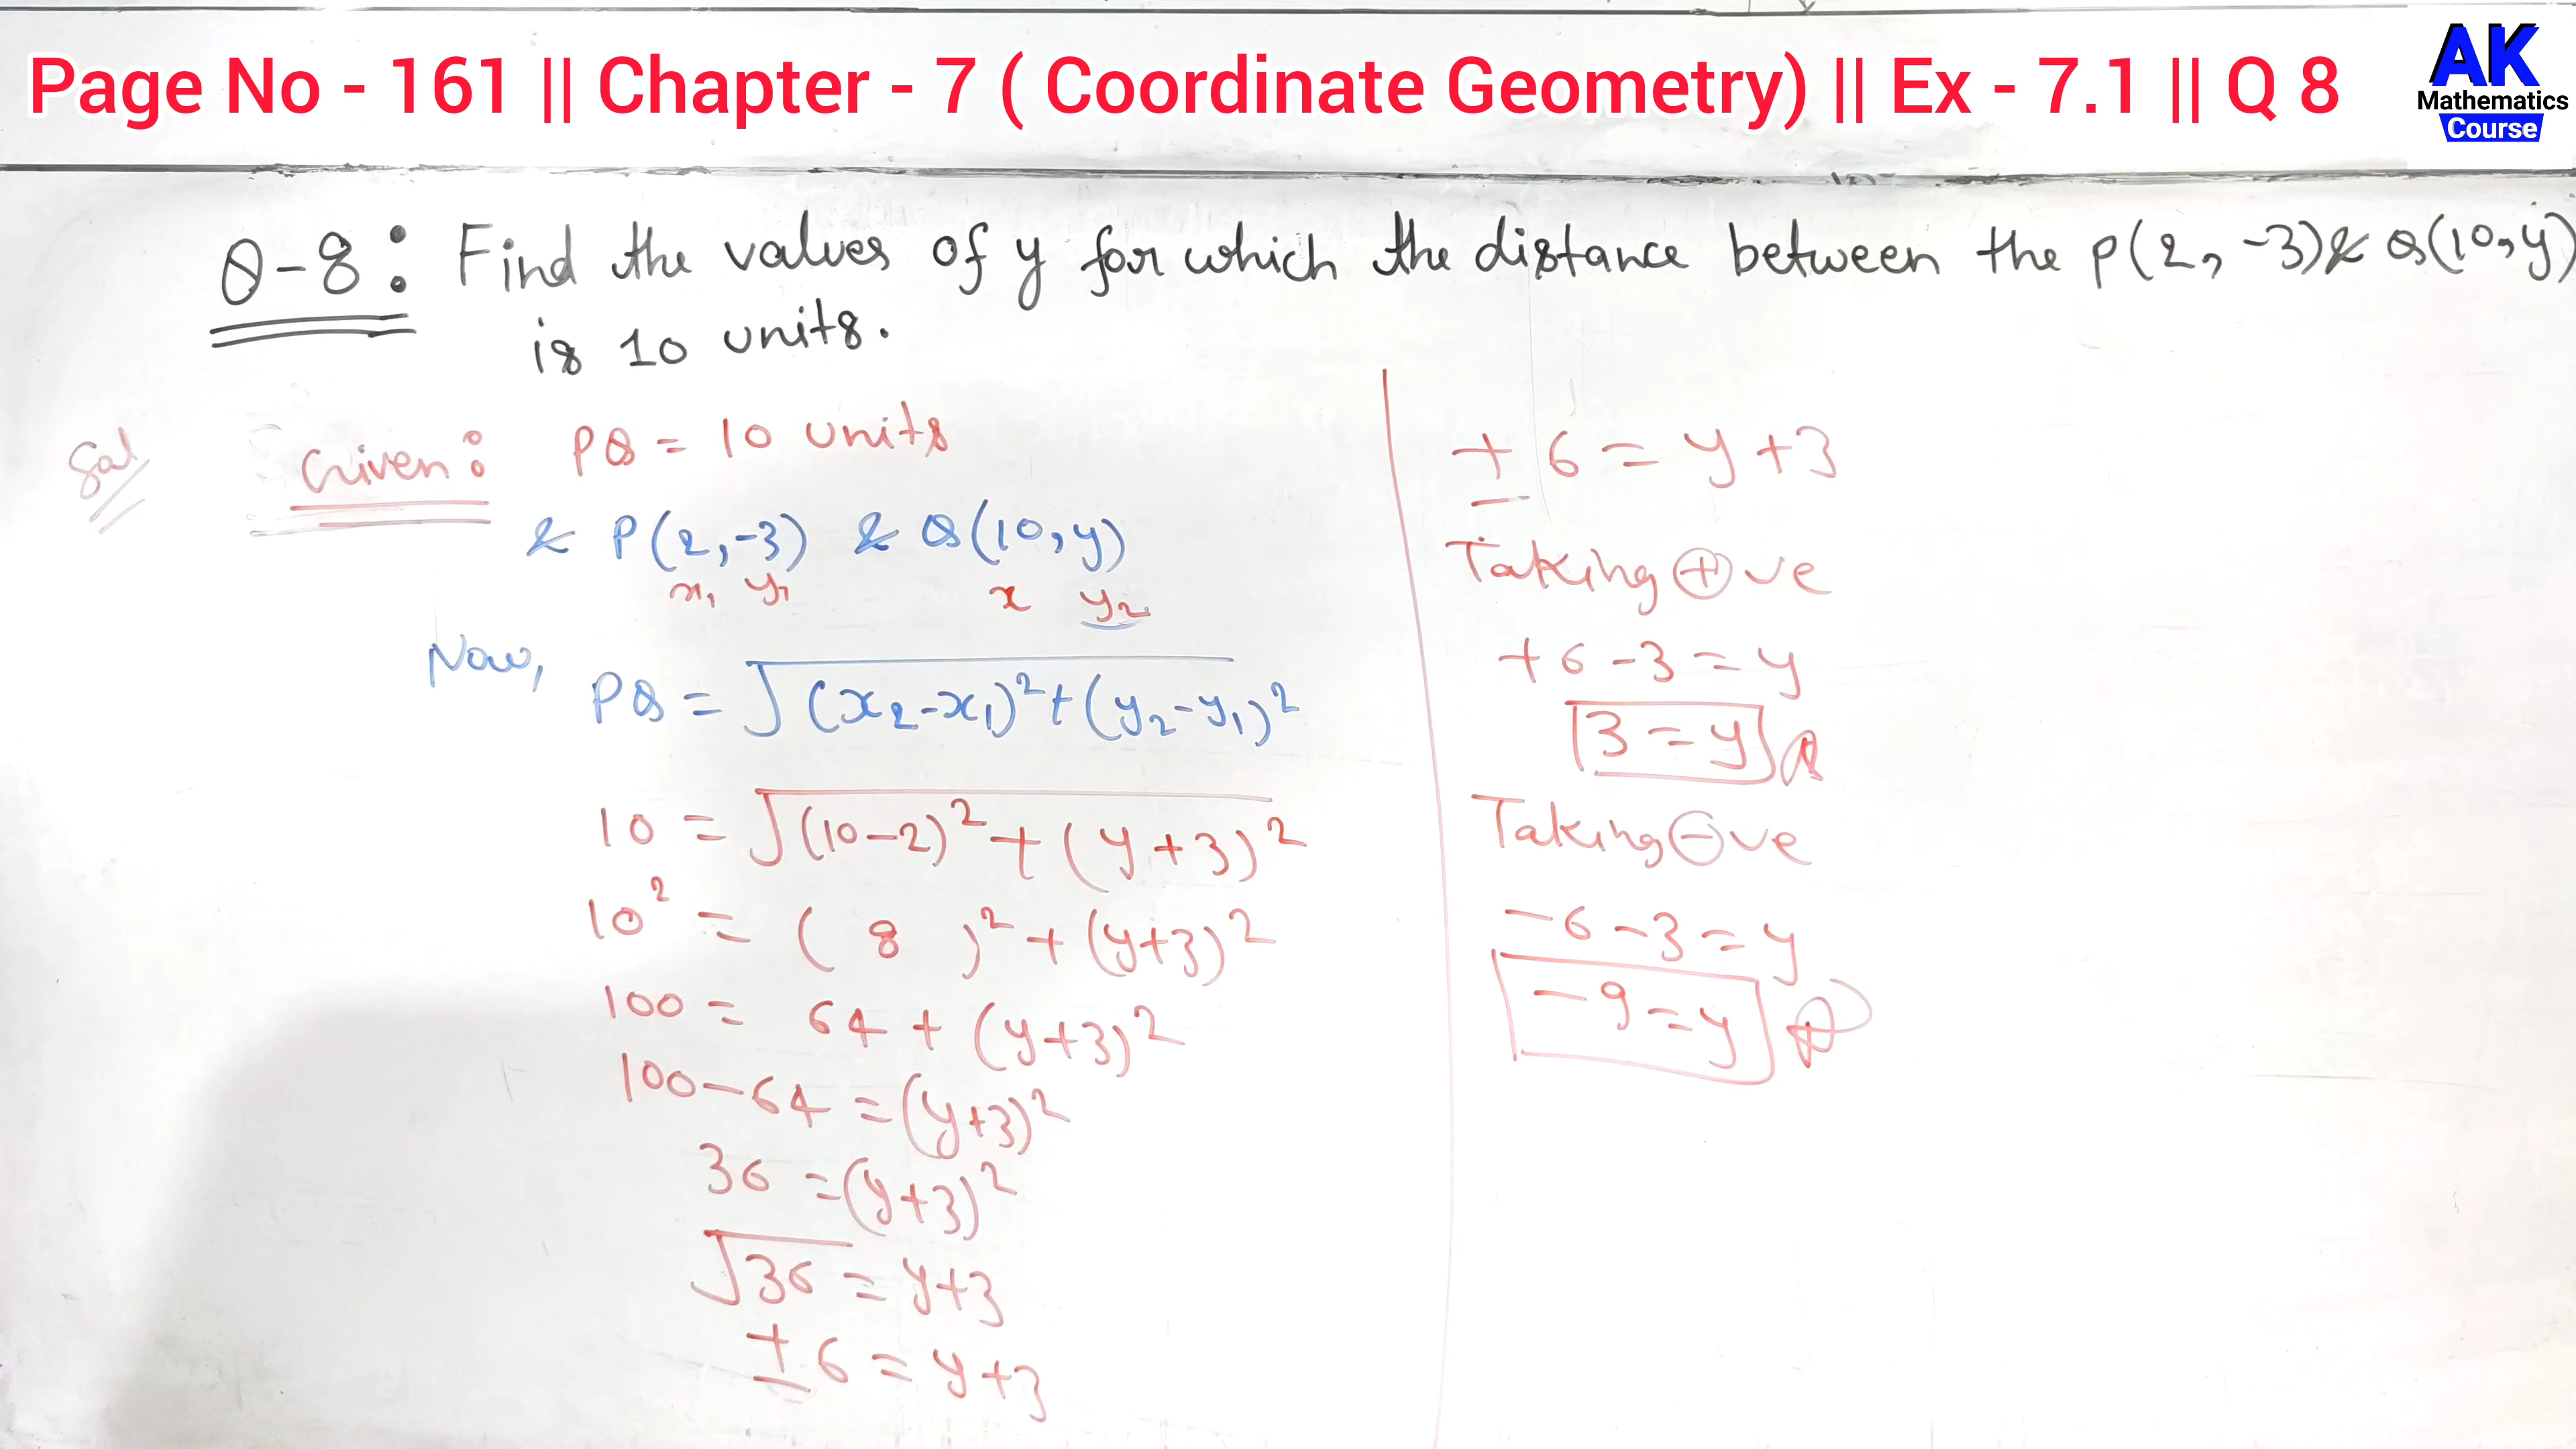 Page No - 161 || Chapter - 7 ( Coordinate Geometry) || Ex - 7.1 || Q 8
AK
Mathematics
Course
Q-8: Find the values of y for which the distance between the P(2, -3) & Q(10, y)
is 10 units.
Sol Given: PQ = 10 units
& P(2, -3) & Q(10, y)
x₁ y₁ x y₂
Now, PQ = √(x₂-x₁)²+(y₂-y₁)²
10 = √(10-2)²+(y+3)²
10² = ( 8 )²+(y+3)²
100 = 64 + (y+3)²
100-64 = (y+3)²
36 = (y+3)²
√36 = y+3
±6 = y+3
± 6 = y+3
Taking ⊕ve
+6-3 = y
3 = y
Taking ⊖ve
-6-3 = y
-9 = y